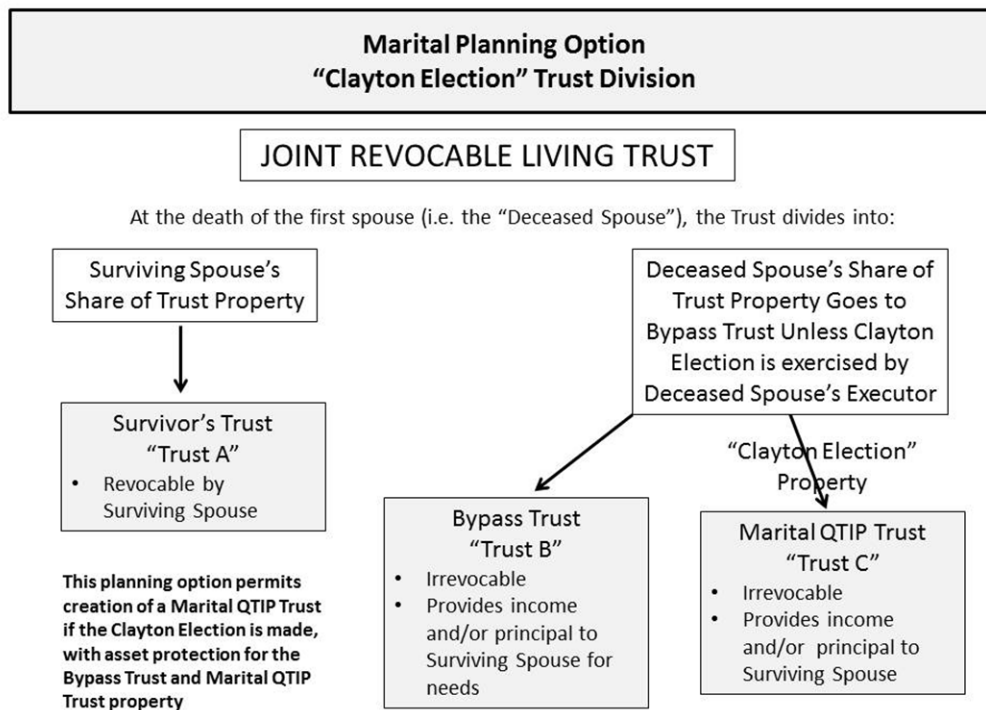 Marital Planning Option
“Clayton Election” Trust Division
JOINT REVOCABLE LIVING TRUST
At the death of the first spouse (i.e. the “Deceased Spouse”), the Trust divides into:
Surviving Spouse’s
Share of Trust Property
Deceased Spouse’s Share of
Trust Property Goes to
Bypass Trust Unless Clayton
Election is exercised by
Deceased Spouse’s Executor
Survivor’s Trust
“Trust A”
• Revocable by
Surviving Spouse
“Clayton Election”
Property
Bypass Trust
“Trust B”
• Irrevocable
• Provides income
and/or principal to
Surviving Spouse for
needs
Marital QTIP Trust
“Trust C”
• Irrevocable
• Provides income
and/or principal to
Surviving Spouse
This planning option permits
creation of a Marital QTIP Trust
if the Clayton Election is made,
with asset protection for the
Bypass Trust and Marital QTIP
Trust property